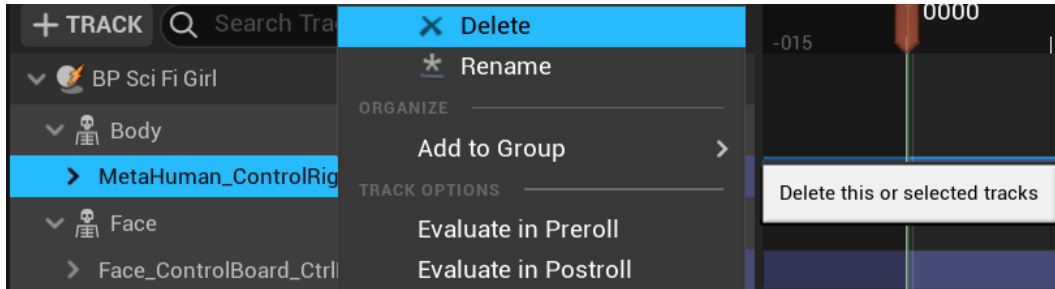 + TRACK
Search Tra
Delete
0000
-015
Rename
BP Sci Fi Girl
ORGANIZE
Body
Add to Group
MetaHuman_ControlRig
TRACK OPTIONS
Delete this or selected tracks
Face
Evaluate in Preroll
Face_ControlBoard_Ctrl
Evaluate in Postroll